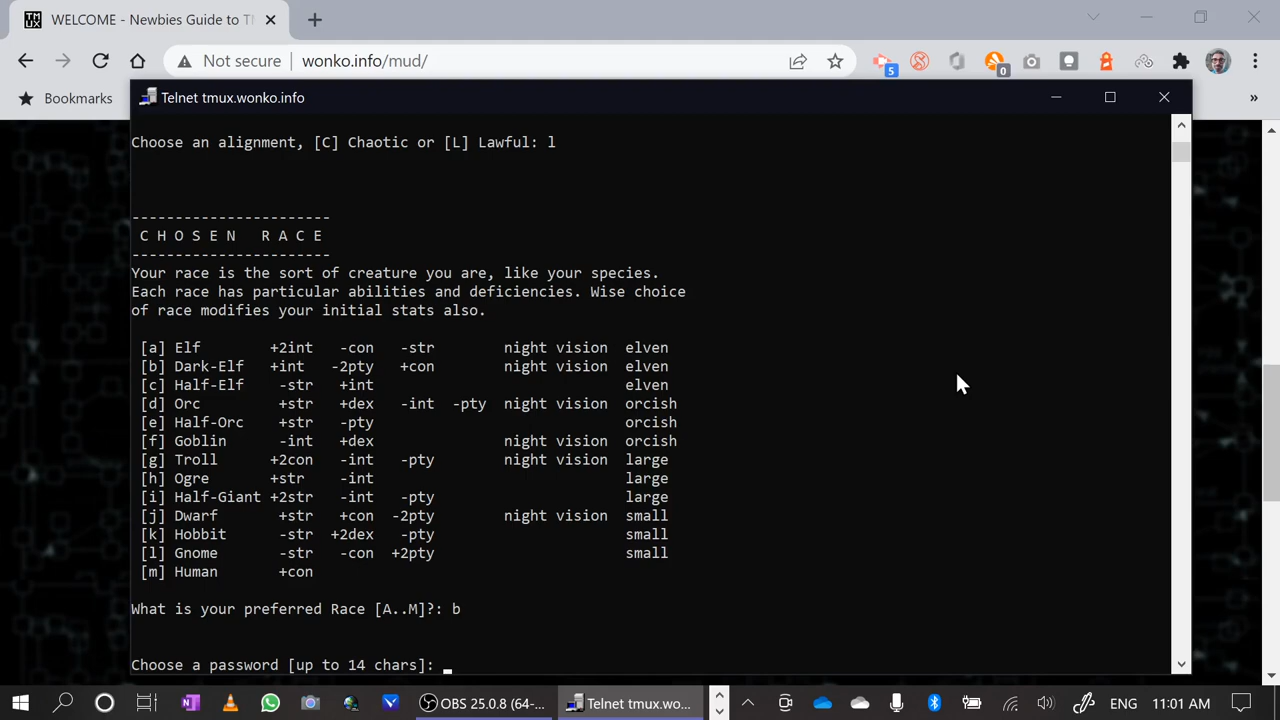 TMUX
WELCOME - Newbies Guide to T
Not secure wonko.info/mud/
5
0
Bookmarks
»
Telnet tmux.wonko.info
Choose an alignment, [C] Chaotic or [L] Lawful: l
-----------------------
C H O S E N   R A C E
-----------------------
Your race is the sort of creature you are, like your species.
Each race has particular abilities and deficiencies. Wise choice
of race modifies your initial stats also.
[a] Elf +2int -con -str night vision elven
[b] Dark-Elf +int -2pty +con night vision elven
[c] Half-Elf -str +int elven
[d] Orc +str +dex -int -pty night vision orcish
[e] Half-Orc +str -pty orcish
[f] Goblin -int +dex night vision orcish
[g] Troll +2con -int -pty night vision large
[h] Ogre +str -int large
[i] Half-Giant +2str -int -pty large
[j] Dwarf +str +con -2pty night vision small
[k] Hobbit -str +2dex -pty small
[l] Gnome -str -con +2pty small
[m] Human +con
What is your preferred Race [A..M]?: b
Choose a password [up to 14 chars]: _
OBS 25.0.8 (64-... Telnet tmux.wonko.info... ENG 11:01 AM